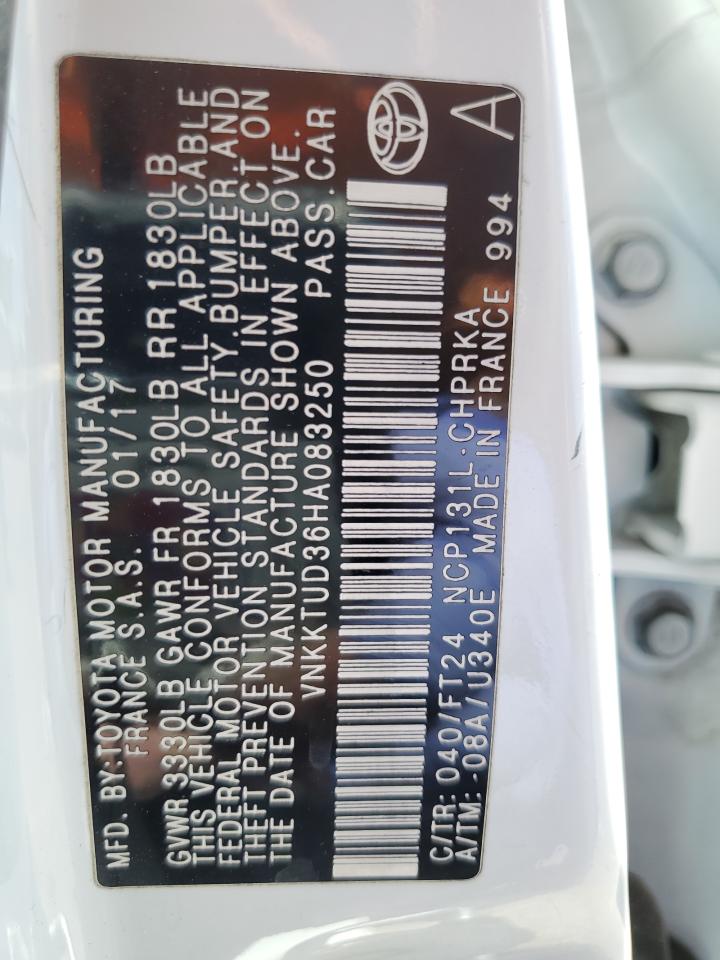 MFD. BY:TOYOTA MOTOR MANUFACTURING
FRANCE S.A.S. 01/17
GVWR 3330LB GAWR FR 1830LB RR 1830LB
THIS VEHICLE CONFORMS TO ALL APPLICABLE
FEDERAL MOTOR VEHICLE SAFETY,BUMPER,AND
THEFT PREVENTION STANDARDS IN EFFECT ON
THE DATE OF MANUFACTURE SHOWN ABOVE.
VNKKTUD36HA083250 PASS.CAR
C/TR: 040/FT24 NCP131L-CHPRKA
A/TM: -08A/U340E MADE IN FRANCE 994 A